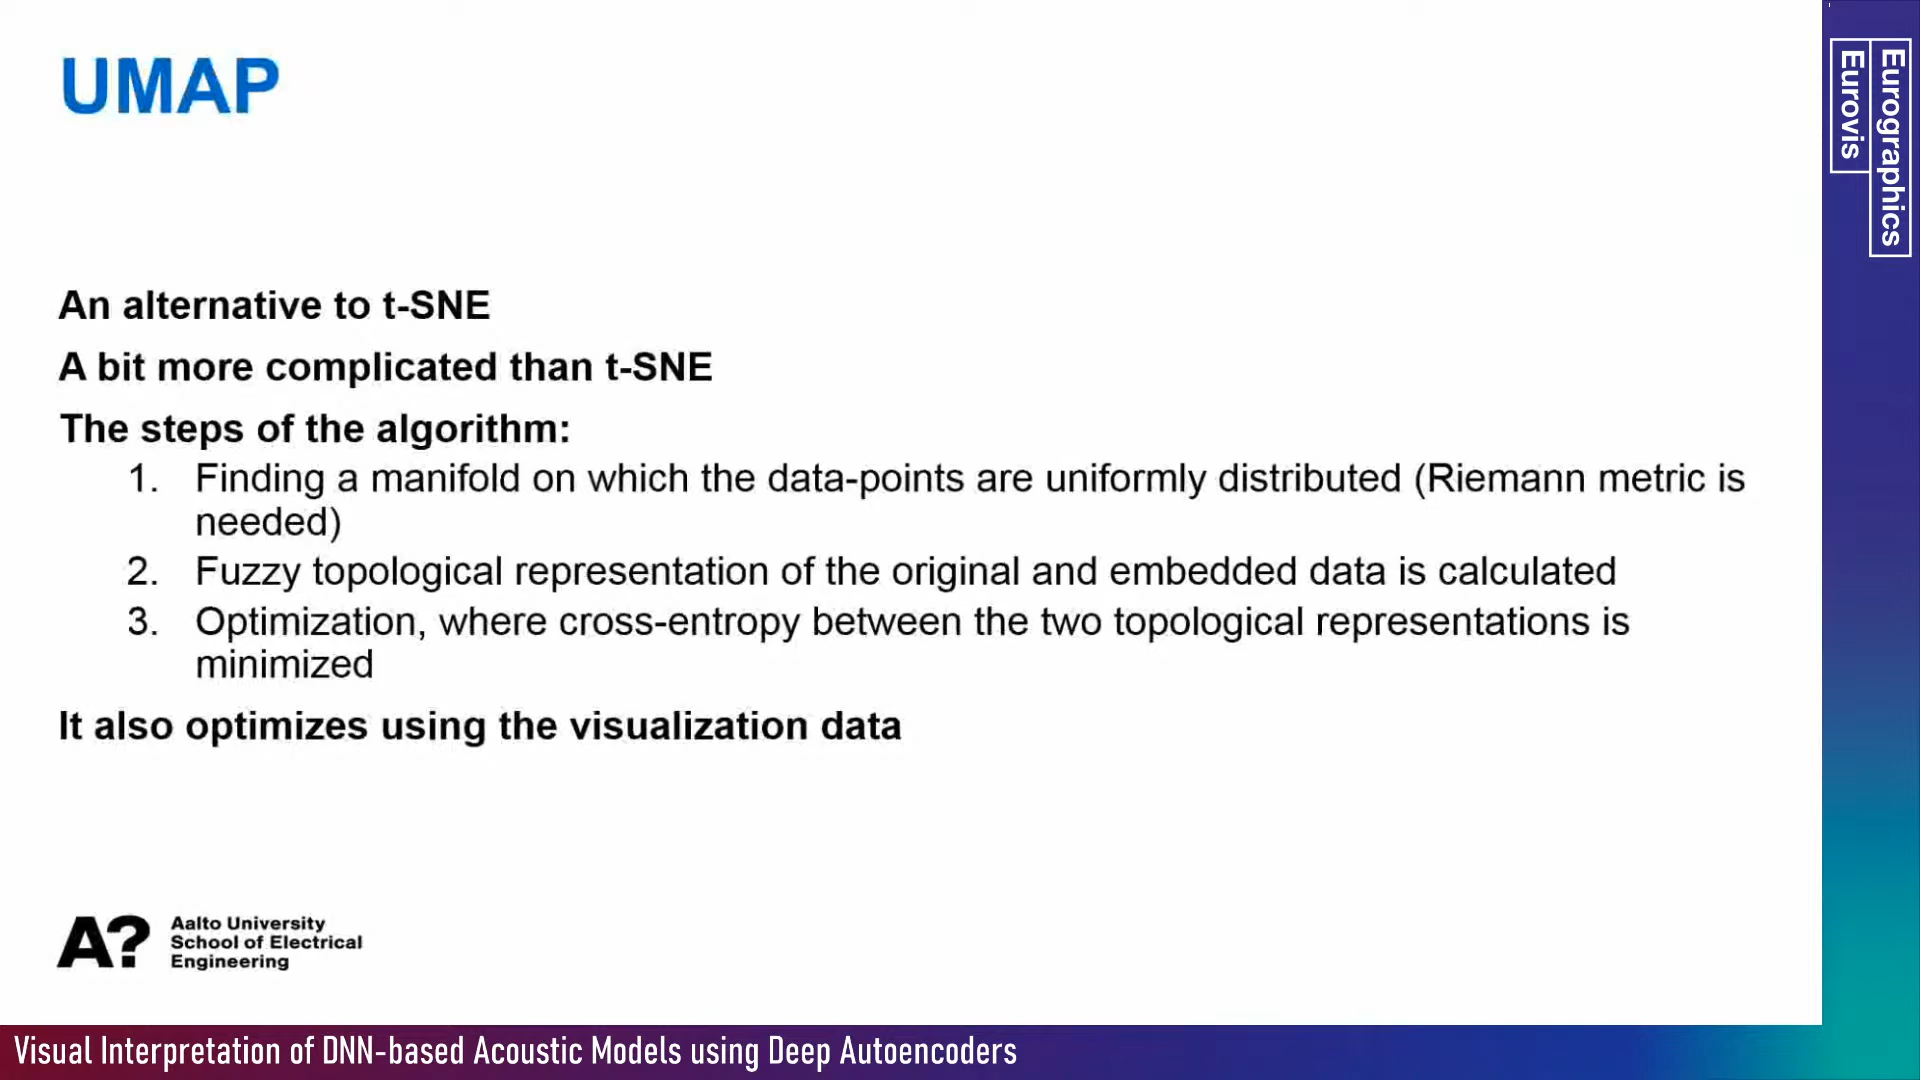 UMAP
An alternative to t-SNE
A bit more complicated than t-SNE
The steps of the algorithm:
1. Finding a manifold on which the data-points are uniformly distributed (Riemann metric is
needed)
2. Fuzzy topological representation of the original and embedded data is calculated
3. Optimization, where cross-entropy between the two topological representations is
minimized
It also optimizes using the visualization data
A?
Aalto University
School of Electrical
Engineering
Eurographics
Eurovis
Visual Interpretation of DNN-based Acoustic Models using Deep Autoencoders